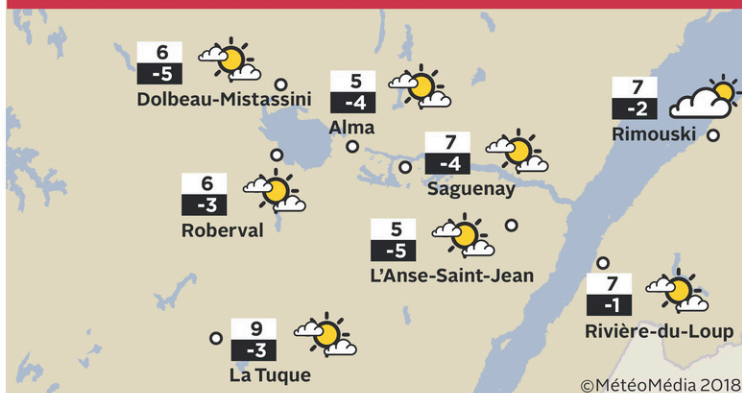 6
-5
Dolbeau-Mistassini
5
-4
Alma
7
-2
Rimouski
7
-4
Saguenay
6
-3
Roberval
5
-5
L'Anse-Saint-Jean
7
-1
Rivière-du-Loup
9
-3
La Tuque
©MétéoMédia 2018